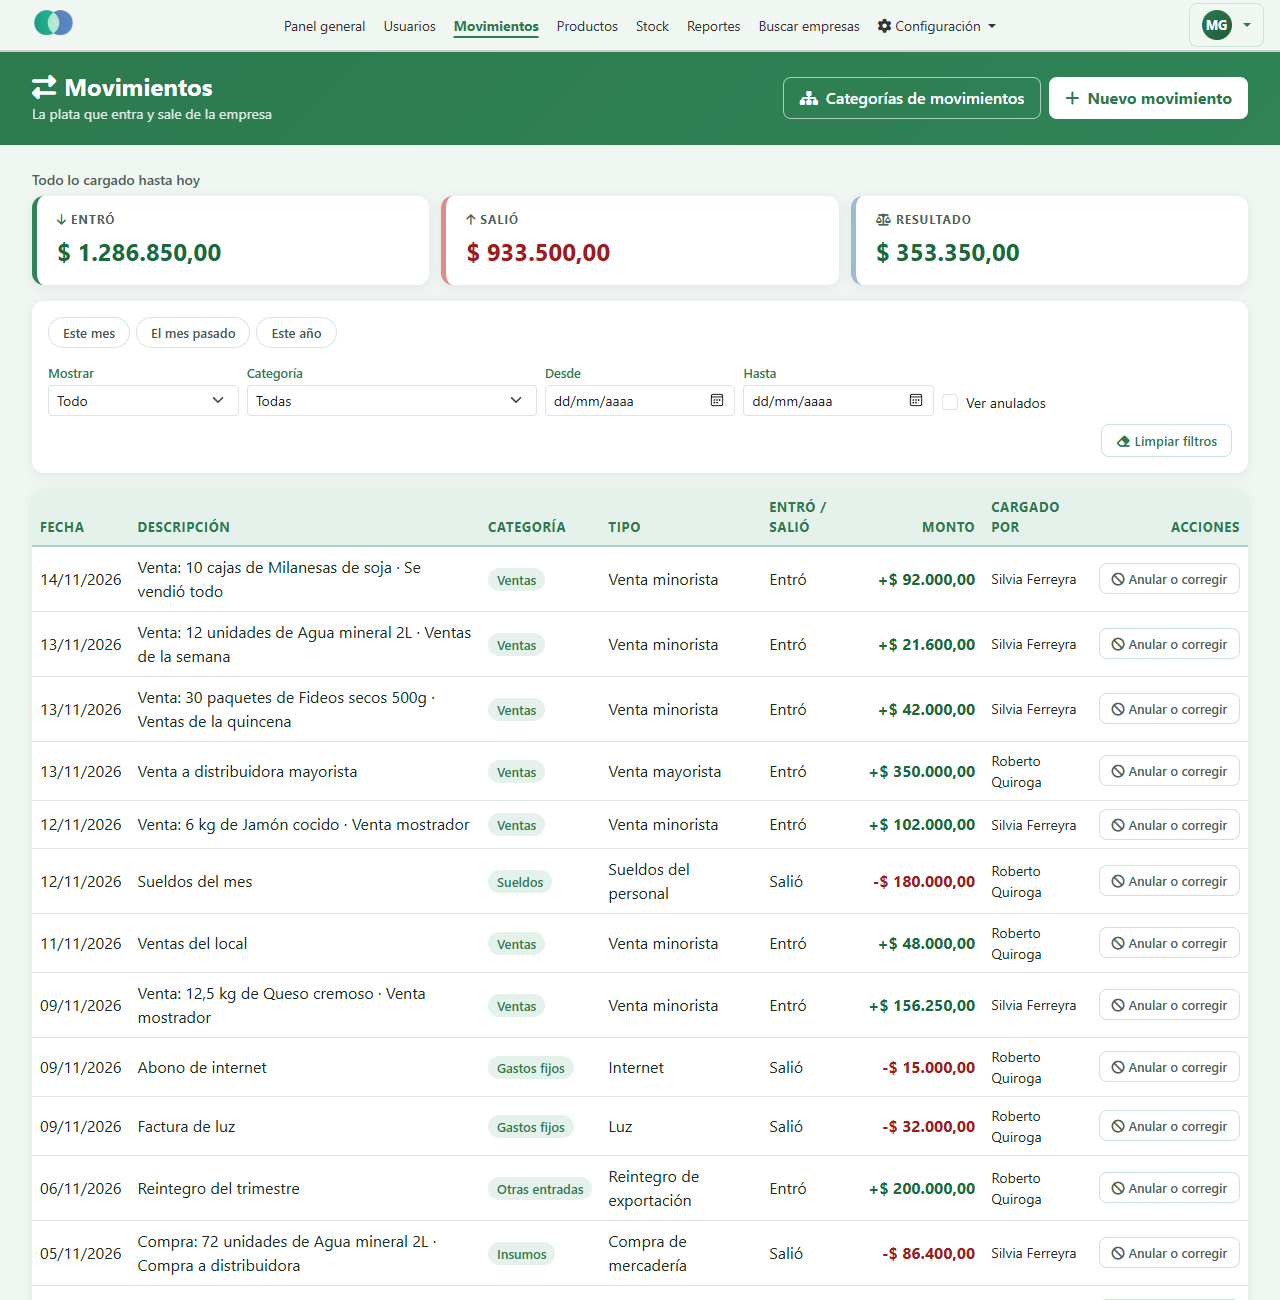 Panel general Usuarios Movimientos Productos Stock Reportes Buscar empresas Configuración MG
Movimientos
La plata que entra y sale de la empresa
Categorías de movimientos
Nuevo movimiento
Todo lo cargado hasta hoy
ENTRÓ
$ 1.286.850,00
SALIÓ
$ 933.500,00
RESULTADO
$ 353.350,00
Este mes El mes pasado Este año
Mostrar Categoría Desde Hasta
Todo Todas dd/mm/aaaa dd/mm/aaaa Ver anulados
Limpiar filtros
FECHA DESCRIPCIÓN CATEGORÍA TIPO ENTRÓ / SALIÓ MONTO CARGADO POR ACCIONES
14/11/2026 Venta: 10 cajas de Milanesas de soja · Se vendió todo Ventas Venta minorista Entró +$ 92.000,00 Silvia Ferreyra Anular o corregir
13/11/2026 Venta: 12 unidades de Agua mineral 2L · Ventas de la semana Ventas Venta minorista Entró +$ 21.600,00 Silvia Ferreyra Anular o corregir
13/11/2026 Venta: 30 paquetes de Fideos secos 500g · Ventas de la quincena Ventas Venta minorista Entró +$ 42.000,00 Silvia Ferreyra Anular o corregir
13/11/2026 Venta a distribuidora mayorista Ventas Venta mayorista Entró +$ 350.000,00 Roberto Quiroga Anular o corregir
12/11/2026 Venta: 6 kg de Jamón cocido · Venta mostrador Ventas Venta minorista Entró +$ 102.000,00 Silvia Ferreyra Anular o corregir
12/11/2026 Sueldos del mes Sueldos Sueldos del personal Salió -$ 180.000,00 Roberto Quiroga Anular o corregir
11/11/2026 Ventas del local Ventas Venta minorista Entró +$ 48.000,00 Roberto Quiroga Anular o corregir
09/11/2026 Venta: 12,5 kg de Queso cremoso · Venta mostrador Ventas Venta minorista Entró +$ 156.250,00 Silvia Ferreyra Anular o corregir
09/11/2026 Abono de internet Gastos fijos Internet Salió -$ 15.000,00 Roberto Quiroga Anular o corregir
09/11/2026 Factura de luz Gastos fijos Luz Salió -$ 32.000,00 Roberto Quiroga Anular o corregir
06/11/2026 Reintegro del trimestre Otras entradas Reintegro de exportación Entró +$ 200.000,00 Roberto Quiroga Anular o corregir
05/11/2026 Compra: 72 unidades de Agua mineral 2L · Compra a distribuidora Insumos Compra de mercadería Salió -$ 86.400,00 Silvia Ferreyra Anular o corregir